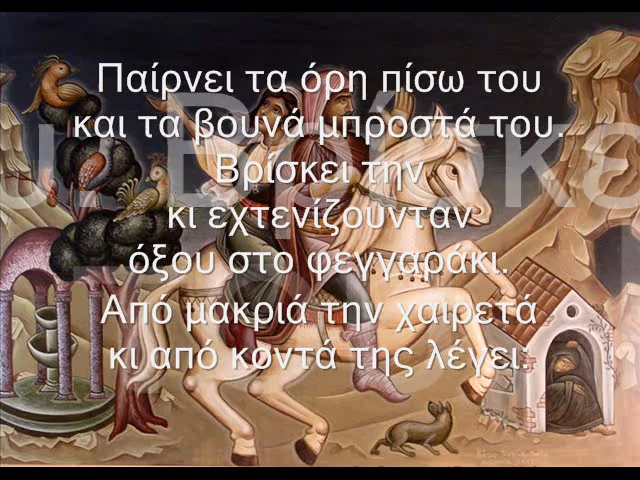 Παίρνει τα όρη πίσω του
και τα βουνά μπροστά του.
Βρίσκει την
κι εχτενίζουνταν
όξου στο φεγγαράκι.
Από μακριά την χαιρετά
κι από κοντά της λέγει: